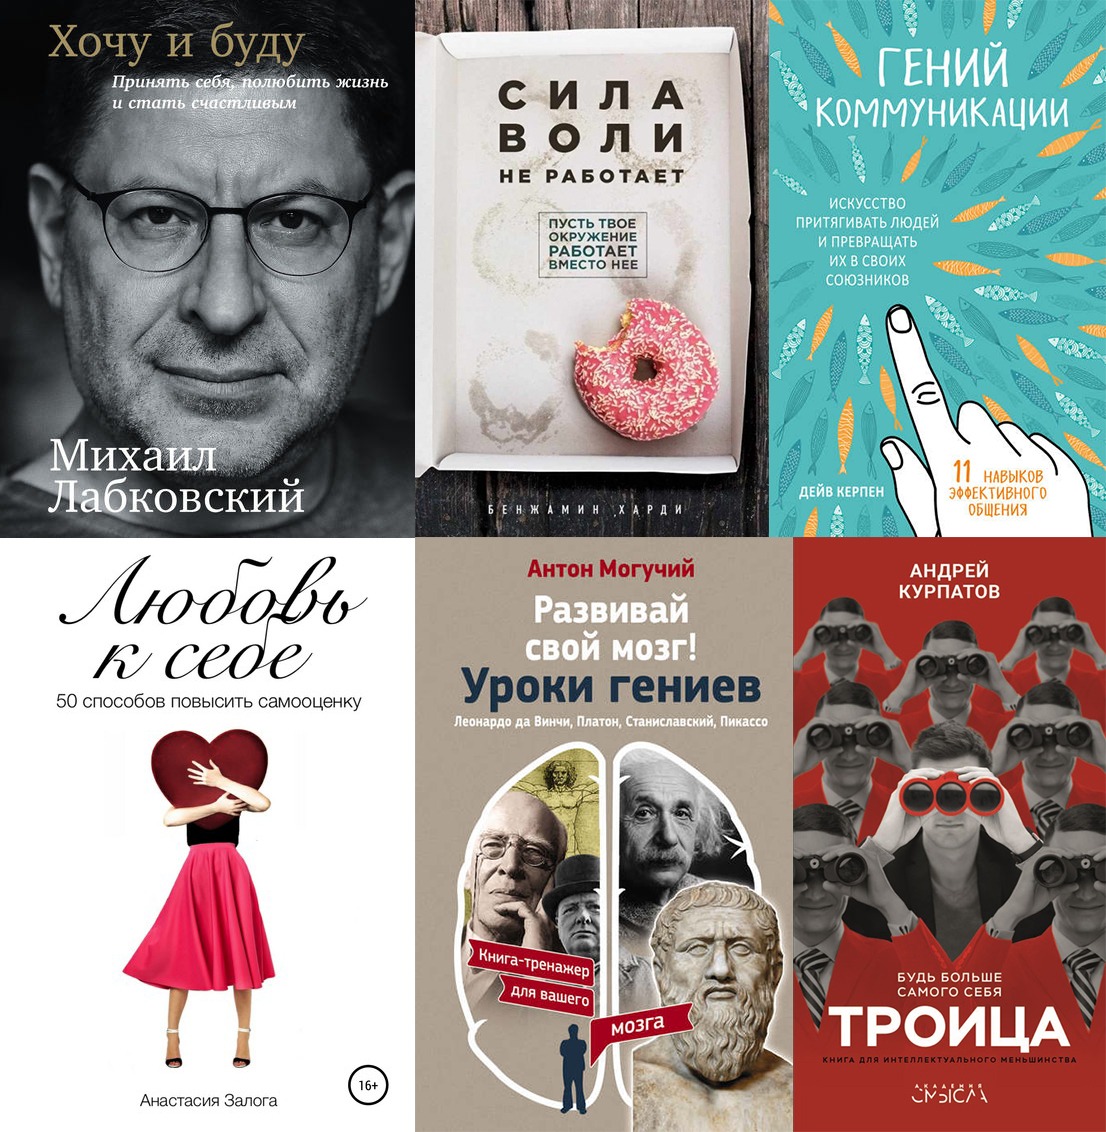 Хочу и буду
Принять себя, полюбить жизнь
и стать счастливым
Михаил
Лабковский
СИЛА
ВОЛИ
НЕ РАБОТАЕТ
ПУСТЬ ТВОЕ
ОКРУЖЕНИЕ
РАБОТАЕТ
ВМЕСТО НЕЕ
БЕНЖАМИН ХАРДИ
ГЕНИЙ
КОММУНИКАЦИИ
ИСКУССТВО
ПРИТЯГИВАТЬ ЛЮДЕЙ
И ПРЕВРАЩАТЬ
ИХ В СВОИХ
СОЮЗНИКОВ
11 НАВЫКОВ
ЭФФЕКТИВНОГО
ОБЩЕНИЯ
ДЕЙВ КЕРПЕН
Любовь
к себе
50 способов повысить самооценку
16+
Анастасия Залога
Антон Могучий
Развивай
свой мозг!
Уроки гениев
Леонардо да Винчи, Платон, Станиславский, Пикассо
Книга-тренажер
для вашего
мозга
АНДРЕЙ
КУРПАТОВ
БУДЬ БОЛЬШЕ
САМОГО СЕБЯ
ТРОИЦА
КНИГА ДЛЯ ИНТЕЛЛЕКТУАЛЬНОГО МЕНЬШИНСТВА
АКАДЕМИЯ
СМЫСЛА